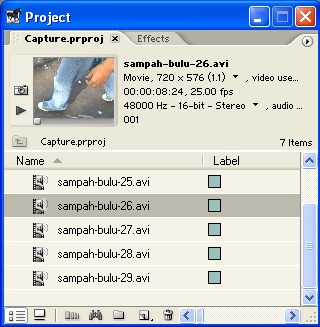 Project
Capture.prproj Effects
sampah-bulu-26.avi
Movie, 720 x 576 (1.1) , video use...
00:00:08:24, 25.00 fps
48000 Hz - 16-bit - Stereo , audio ...
001
Capture.prproj 7 Items
Name Label
sampah-bulu-25.avi
sampah-bulu-26.avi
sampah-bulu-27.avi
sampah-bulu-28.avi
sampah-bulu-29.avi